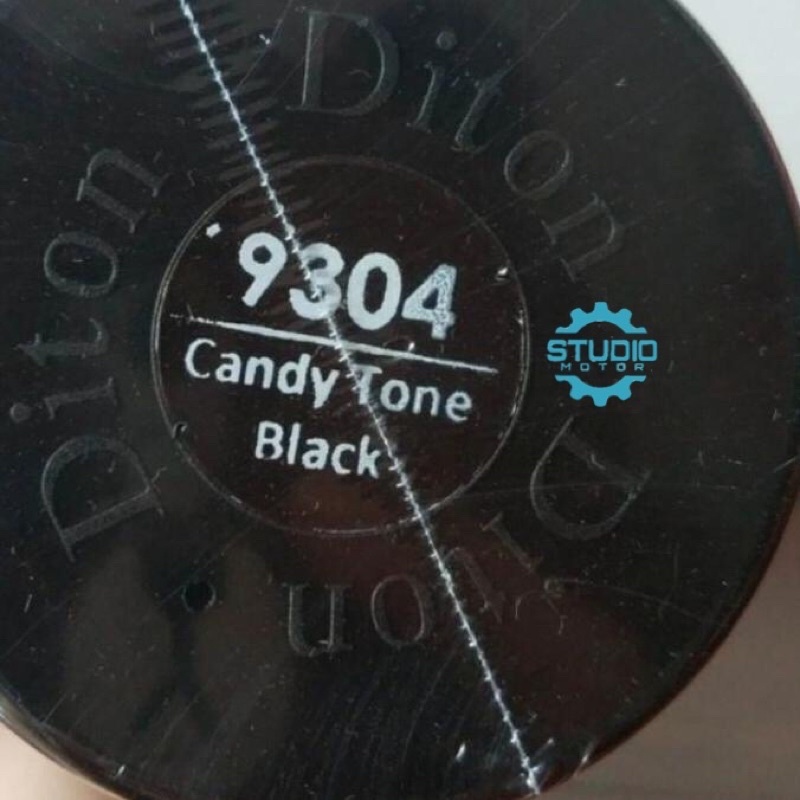 Diton
Diton
9304
Candy Tone
Black
STUDIO
MOTOR
Diton